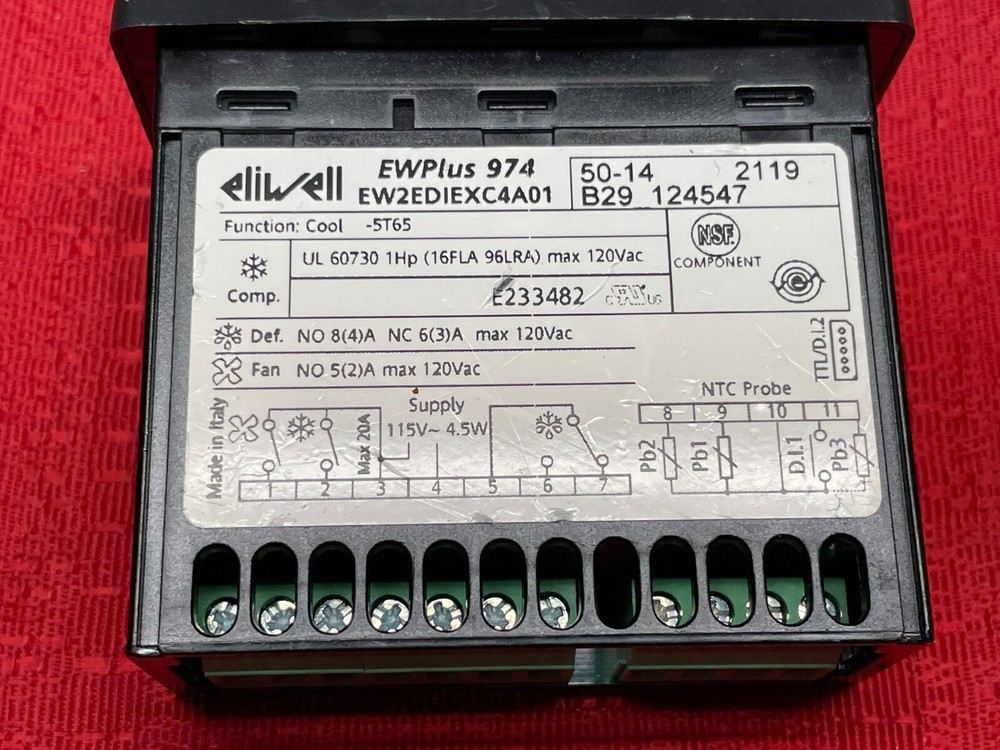 eliwell
EWPlus 974
EW2EDIEXC4A01
50-14 2119
B29 124547
Function: Cool -5T65
UL 60730 1Hp (16FLA 96LRA) max 120Vac
Comp.
E233482
c RU US
NSF
COMPONENT
Def. NO 8(4)A NC 6(3)A max 120Vac
Fan NO 5(2)A max 120Vac
TTL/D.I.2
Made in Italy
Max 20A
Supply
115V~ 4.5W
NTC Probe
8 9 10 11
Pb2 Pb1 D.I.1 Pb3
1 2 3 4 5 6 7